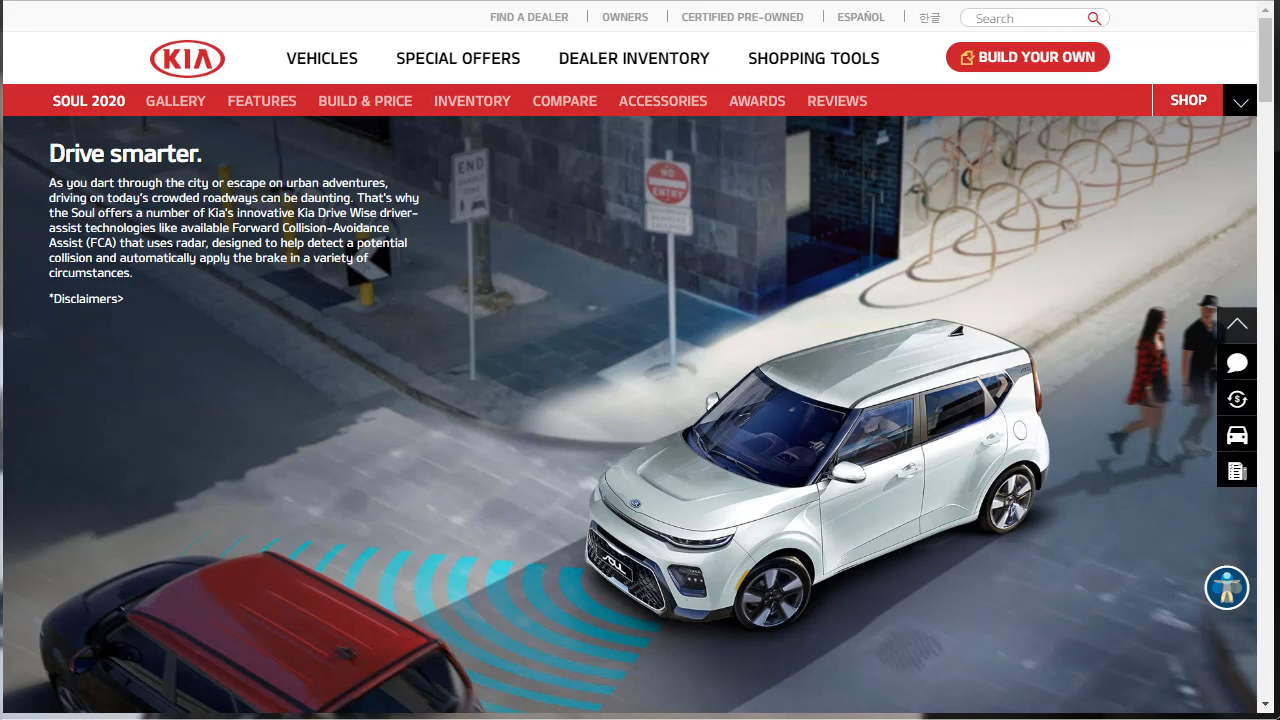 FIND A DEALER
OWNERS
CERTIFIED PRE-OWNED
ESPAÑOL
한글
Search
KIA
VEHICLES
SPECIAL OFFERS
DEALER INVENTORY
SHOPPING TOOLS
BUILD YOUR OWN
SOUL 2020
GALLERY
FEATURES
BUILD & PRICE
INVENTORY
COMPARE
ACCESSORIES
AWARDS
REVIEWS
SHOP
Drive smarter.
As you dart through the city or escape on urban adventures,
driving on today's crowded roadways can be daunting. That's why
the Soul offers a number of Kia's innovative Kia Drive Wise driver-
assist technologies like available Forward Collision-Avoidance
Assist (FCA) that uses radar, designed to help detect a potential
collision and automatically apply the brake in a variety of
circumstances.
*Disclaimers>
END
NO
ENTRY
SOUL